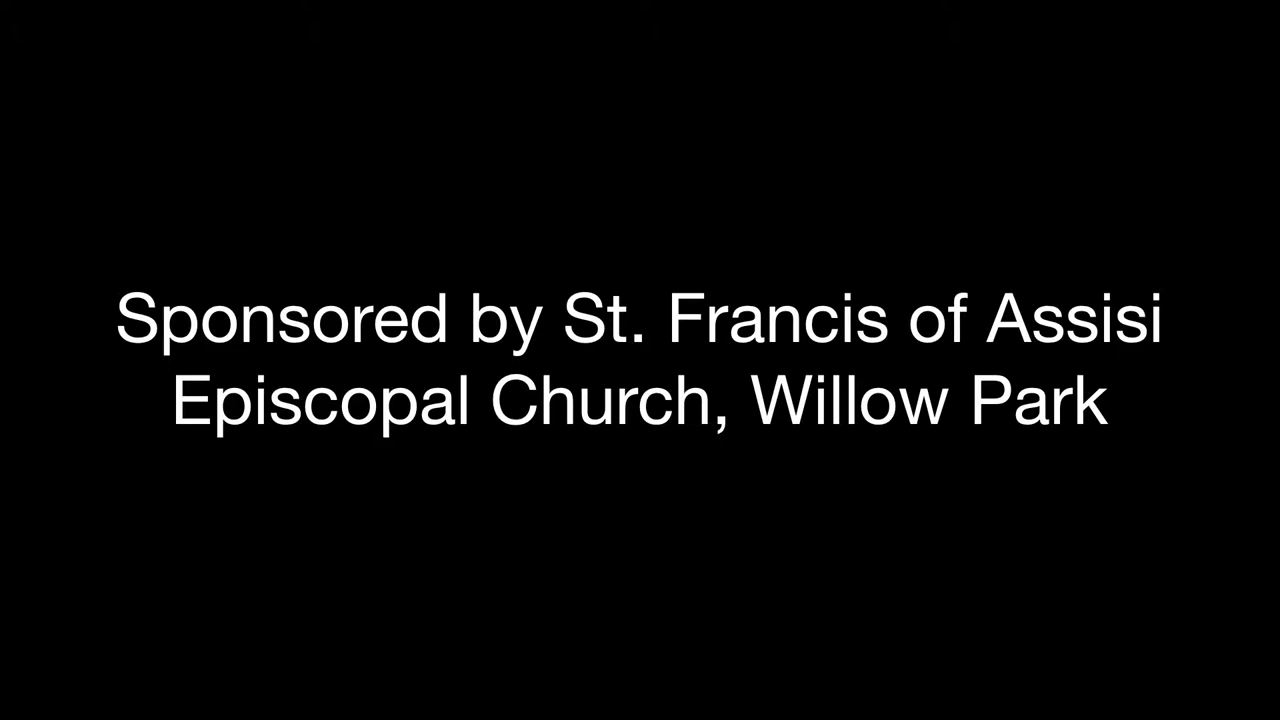 Sponsored by St. Francis of Assisi
Episcopal Church, Willow Park